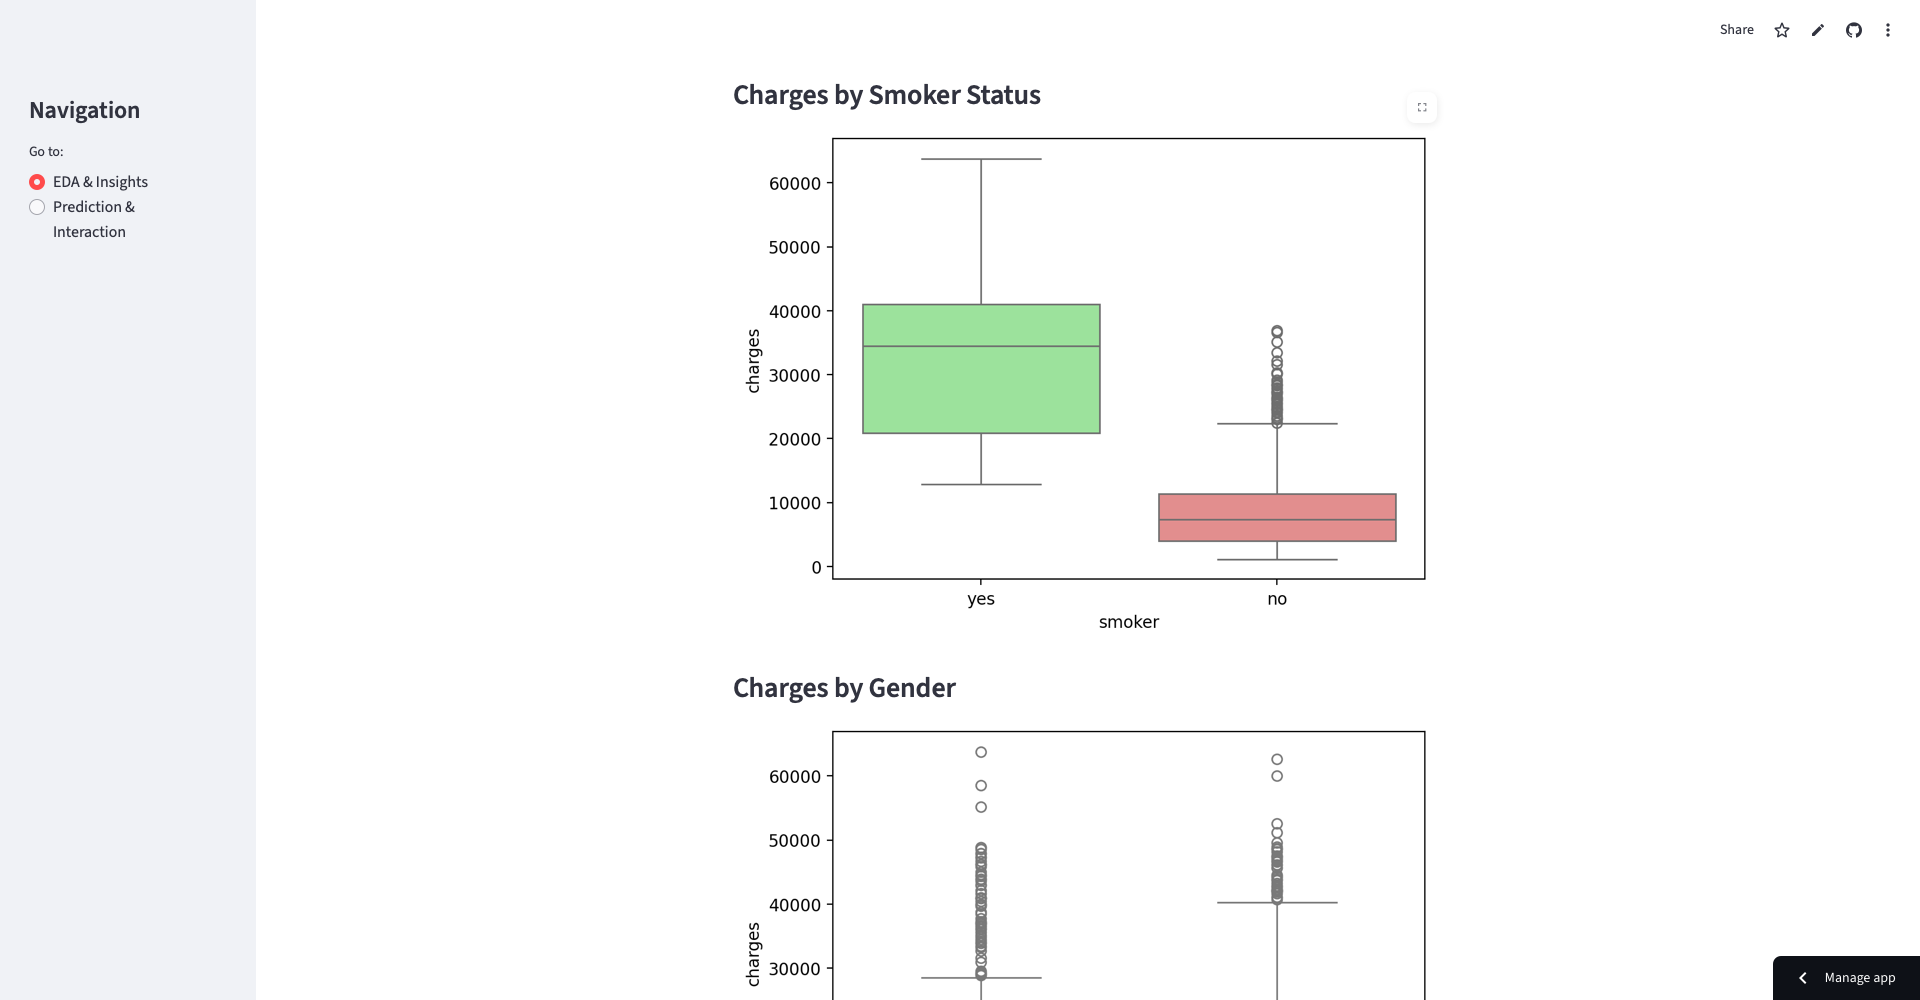 Share
Navigation
Go to:
EDA & Insights
Prediction &
Interaction
Charges by Smoker Status
60000
50000
40000
30000
20000
10000
0
charges
yes
no
smoker
Charges by Gender
60000
50000
40000
30000
charges
Manage app